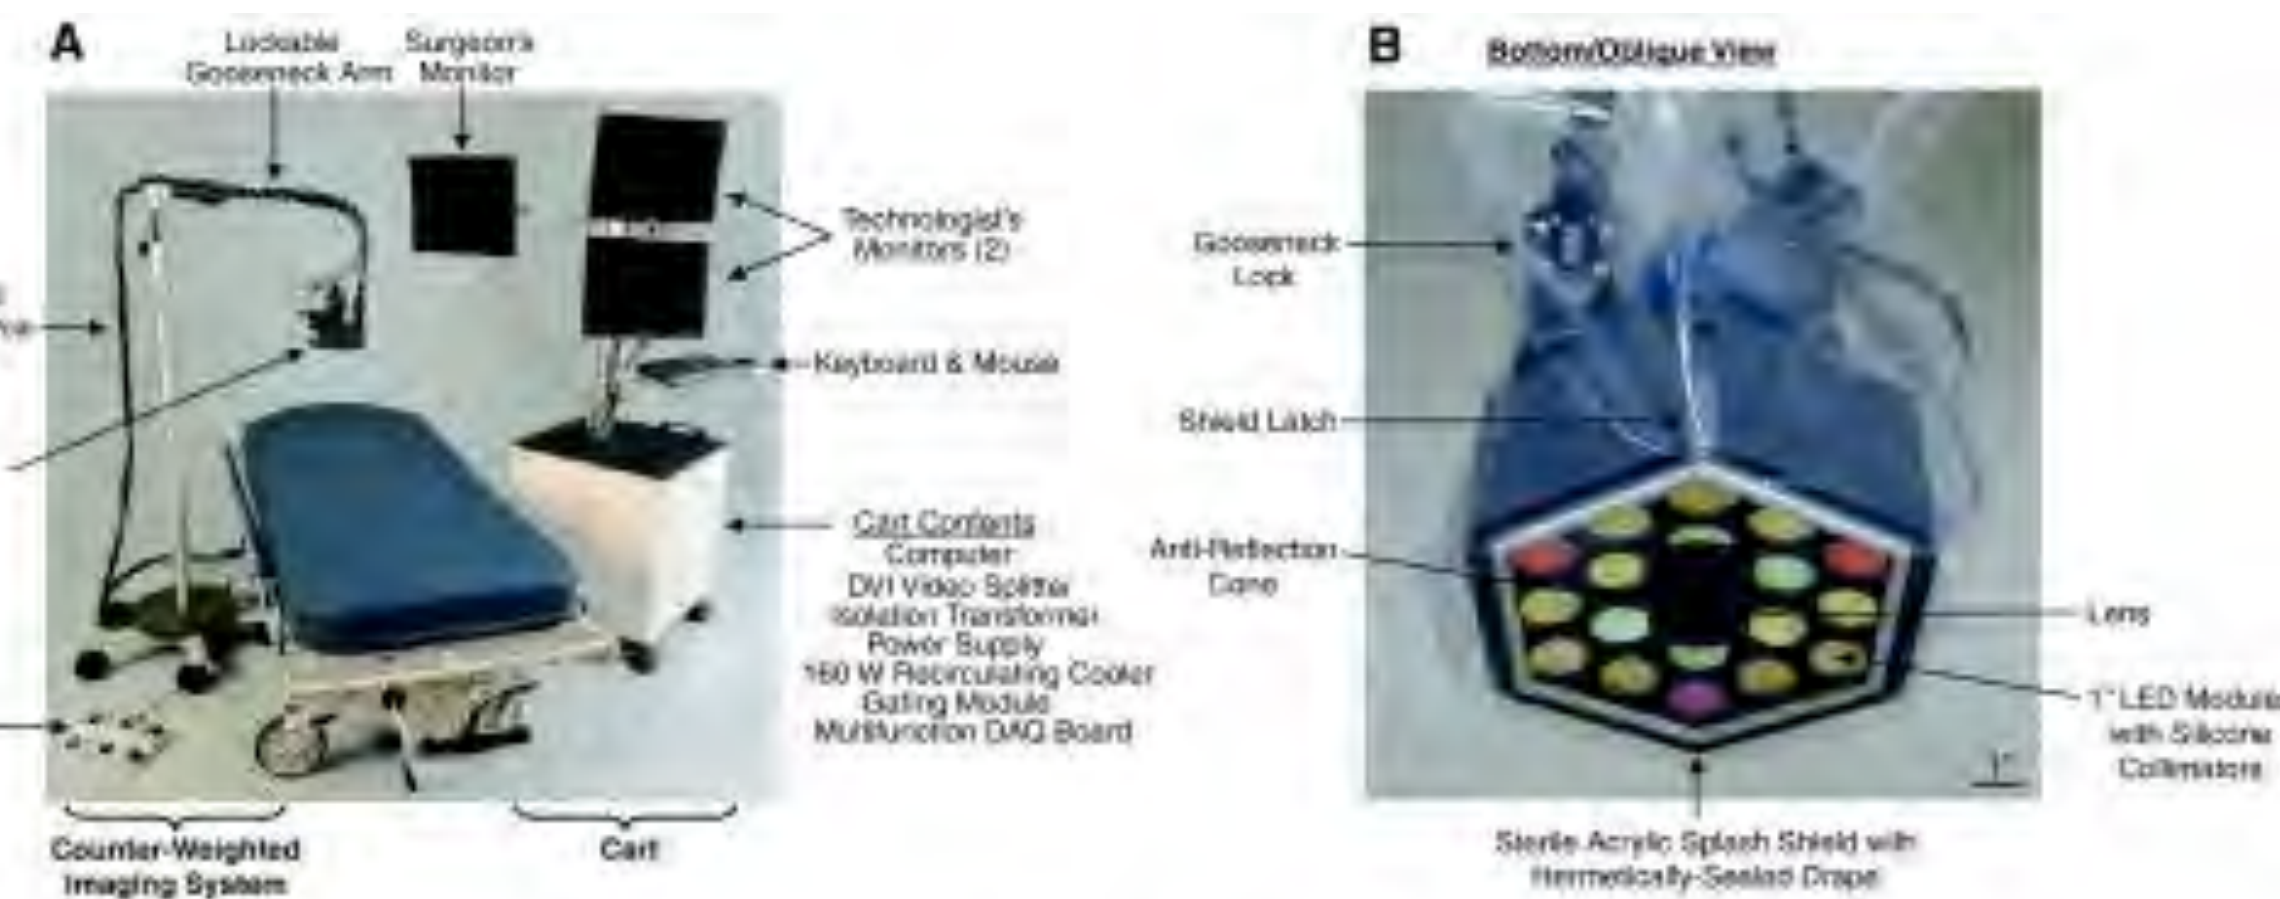 A
Lockable
Gooseneck Arm
Surgeon's
Monitor
Technologist's
Monitors (2)
Keyboard & Mouse
Cart Contents
Computer
DVI Video Splitter
Isolation Transformer
Power Supply
160 W Recirculating Cooler
Gating Module
Multifunction DAQ Board
Counter-Weighted
Imaging System
Cart
B
Bottom/Oblique View
Gooseneck
Lock
Shield Latch
Anti-Reflection
Cone
Lens
1" LED Module
with Silicone
Collimators
1"
Sterile Acrylic Splash Shield with
Hermetically-Sealed Drape